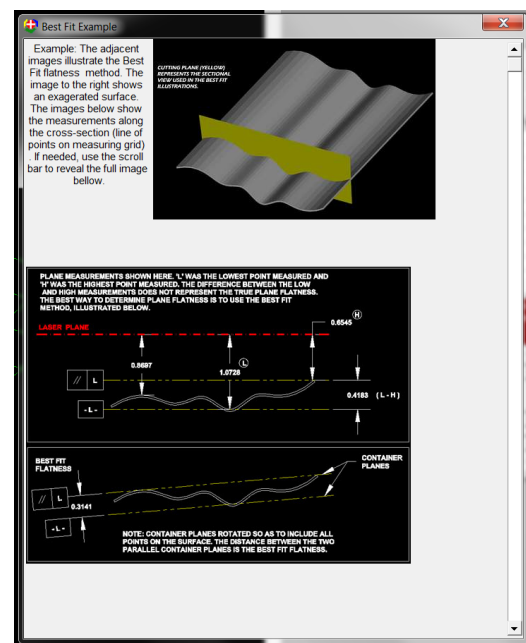 Best Fit Example
Example: The adjacent
images illustrate the Best
Fit flatness method. The
image to the right shows
an exagerated surface.
The images below show
the measurements along
the cross-section (line of
points on measuring grid)
. If needed, use the scroll
bar to reveal the full image
bellow.
CUTTING PLANE (YELLOW)
REPRESENTS THE SECTIONAL
VIEW USED IN THE BEST FIT
ILLUSTRATIONS.
PLANE MEASUREMENTS SHOWN HERE. 'L' WAS THE LOWEST POINT MEASURED AND
'H' WAS THE HIGHEST POINT MEASURED. THE DIFFERENCE BETWEEN THE LOW
AND HIGH MEASUREMENTS DOES NOT REPRESENT THE TRUE PLANE FLATNESS.
THE BEST WAY TO DETERMINE PLANE FLATNESS IS TO USE THE BEST FIT
METHOD, ILLUSTRATED BELOW.
LASER PLANE
H
0.6545
0.8697
L
1.0728
// L
0.4183 (L-H)
-L-
BEST FIT
FLATNESS
CONTAINER
PLANES
// L
0.3141
-L-
NOTE: CONTAINER PLANES ROTATED SO AS TO INCLUDE ALL
POINTS ON THE SURFACE. THE DISTANCE BETWEEN THE TWO
PARALLEL CONTAINER PLANES IS THE BEST FIT FLATNESS.